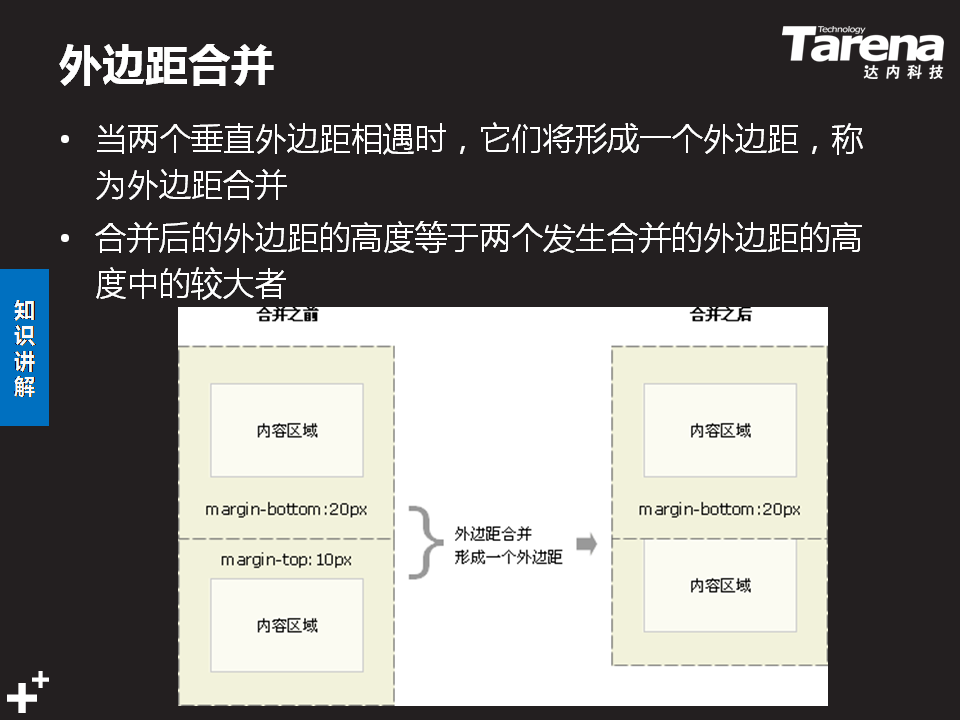 外边距合并
Technology
Tarena
达内科技
• 当两个垂直外边距相遇时，它们将形成一个外边距，称
为外边距合并
• 合并后的外边距的高度等于两个发生合并的外边距的高
度中的较大者
知识讲解
合并之前
合并之后
内容区域
内容区域
margin-bottom:20px
margin-bottom:20px
外边距合并
形成一个外边距
margin-top:10px
内容区域
内容区域